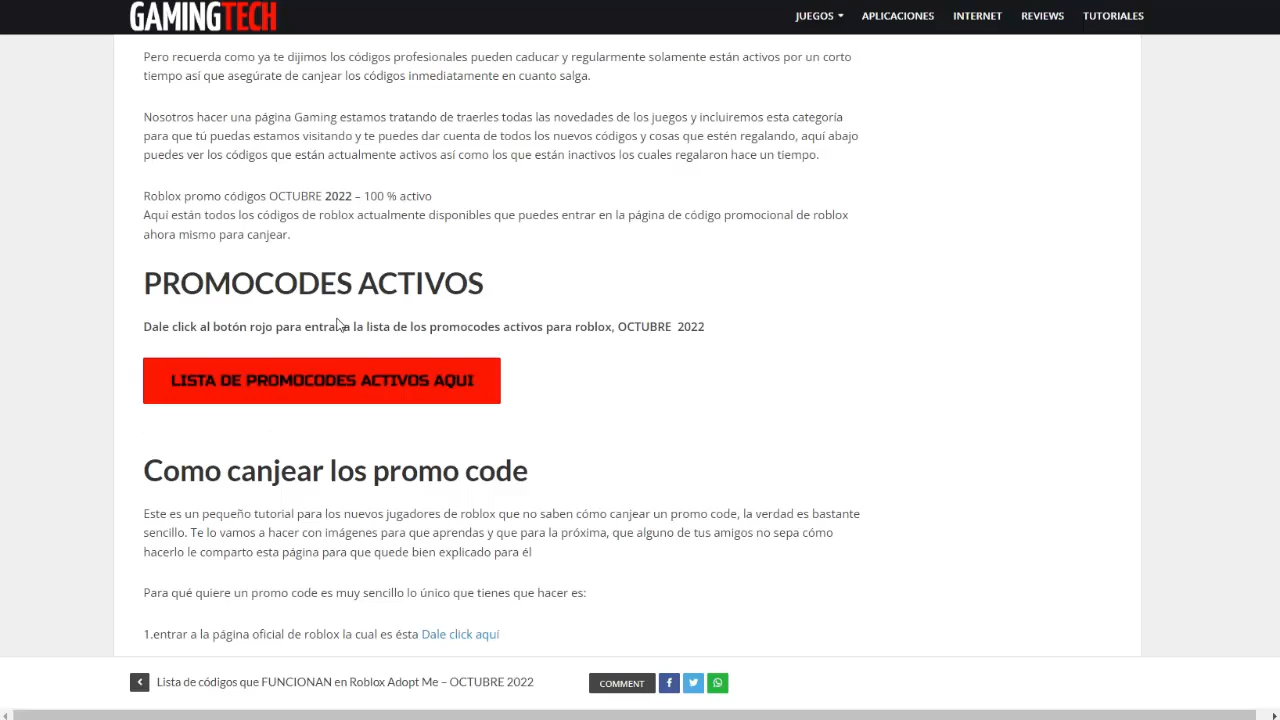 GAMINGTECH
JUEGOS APLICACIONES INTERNET REVIEWS TUTORIALES
Pero recuerda como ya te dijimos los códigos profesionales pueden caducar y regularmente solamente están activos por un corto
tiempo así que asegúrate de canjear los códigos inmediatamente en cuanto salga.
Nosotros hacer una página Gaming estamos tratando de traerles todas las novedades de los juegos y incluiremos esta categoría
para que tú puedas estamos visitando y te puedes dar cuenta de todos los nuevos códigos y cosas que estén regalando, aquí abajo
puedes ver los códigos que están actualmente activos así como los que están inactivos los cuales regalaron hace un tiempo.
Roblox promo códigos OCTUBRE 2022 – 100 % activo
Aquí están todos los códigos de roblox actualmente disponibles que puedes entrar en la página de código promocional de roblox
ahora mismo para canjear.
PROMOCODES ACTIVOS
Dale click al botón rojo para entrar a la lista de los promocodes activos para roblox, OCTUBRE 2022
LISTA DE PROMOCODES ACTIVOS AQUI
Como canjear los promo code
Este es un pequeño tutorial para los nuevos jugadores de roblox que no saben cómo canjear un promo code, la verdad es bastante
sencillo. Te lo vamos a hacer con imágenes para que aprendas y que para la próxima, que alguno de tus amigos no sepa cómo
hacerlo le comparto esta página para que quede bien explicado para él
Para qué quiere un promo code es muy sencillo lo único que tienes que hacer es:
1.entrar a la página oficial de roblox la cual es ésta Dale click aquí
Lista de códigos que FUNCIONAN en Roblox Adopt Me – OCTUBRE 2022 COMMENT